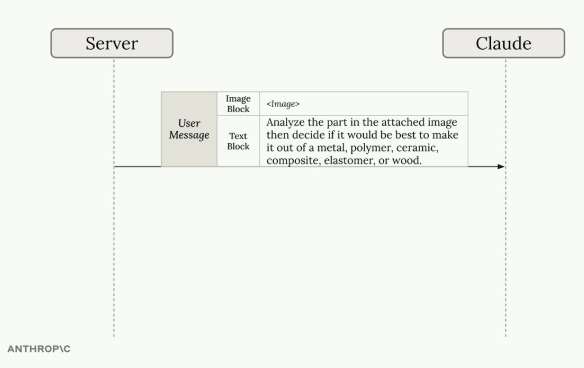 Server
Claude
User
Message
Image
Block
<Image>
Text
Block
Analyze the part in the attached image
then decide if it would be best to make
it out of a metal, polymer, ceramic,
composite, elastomer, or wood.
ANTHROP\C